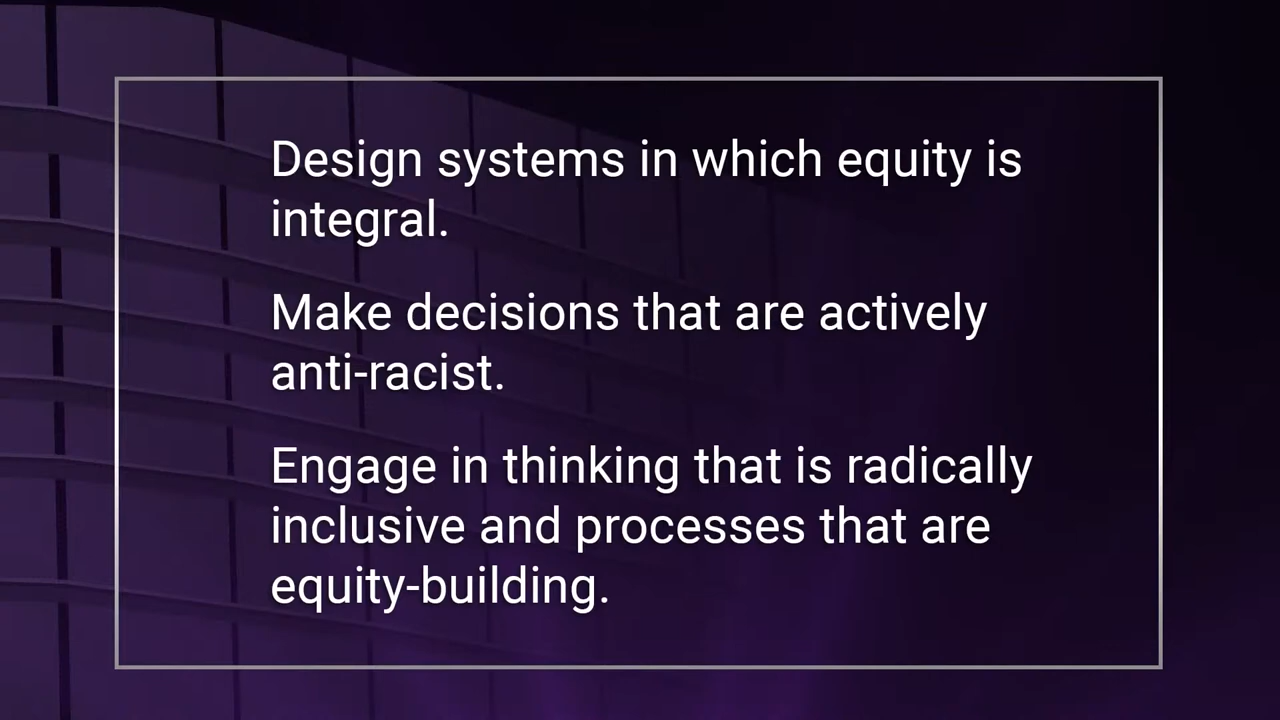 Design systems in which equity is
integral.
Make decisions that are actively
anti-racist.
Engage in thinking that is radically
inclusive and processes that are
equity-building.